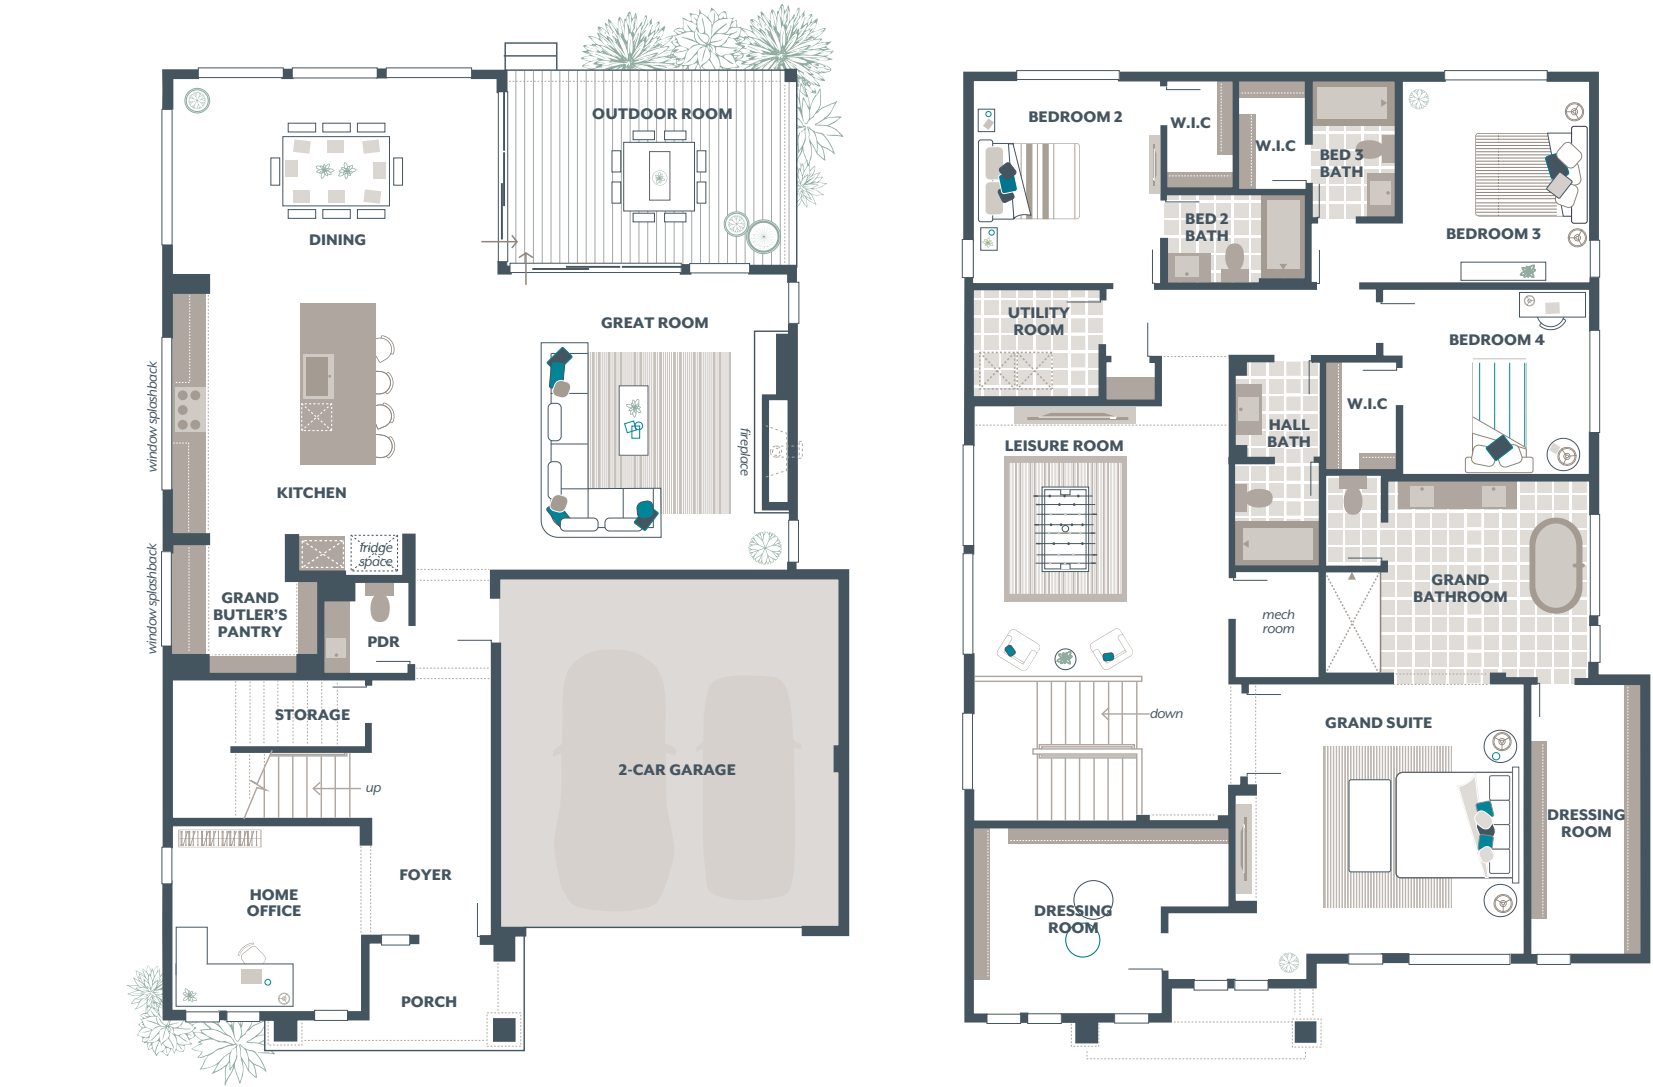 OUTDOOR ROOM
DINING
GREAT ROOM
window splashback
fireplace
KITCHEN
fridge
space
window splashback
GRAND
BUTLER'S
PANTRY
PDR
STORAGE
up
2-CAR GARAGE
FOYER
HOME
OFFICE
PORCH
BEDROOM 2
W.I.C
W.I.C
BED 3
BATH
BED 2
BATH
BEDROOM 3
UTILITY
ROOM
BEDROOM 4
W.I.C
HALL
BATH
LEISURE ROOM
GRAND
BATHROOM
mech
room
down
GRAND SUITE
DRESSING
ROOM
DRESSING
ROOM